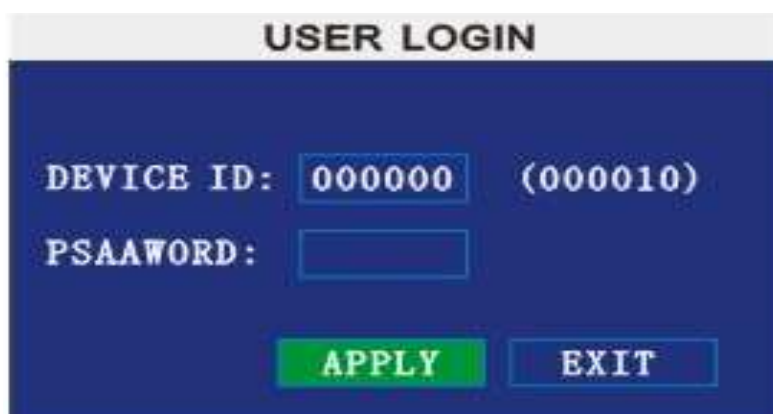 USER LOGIN
DEVICE ID: 000000 (000010)
PSAAWORD:
APPLY EXIT